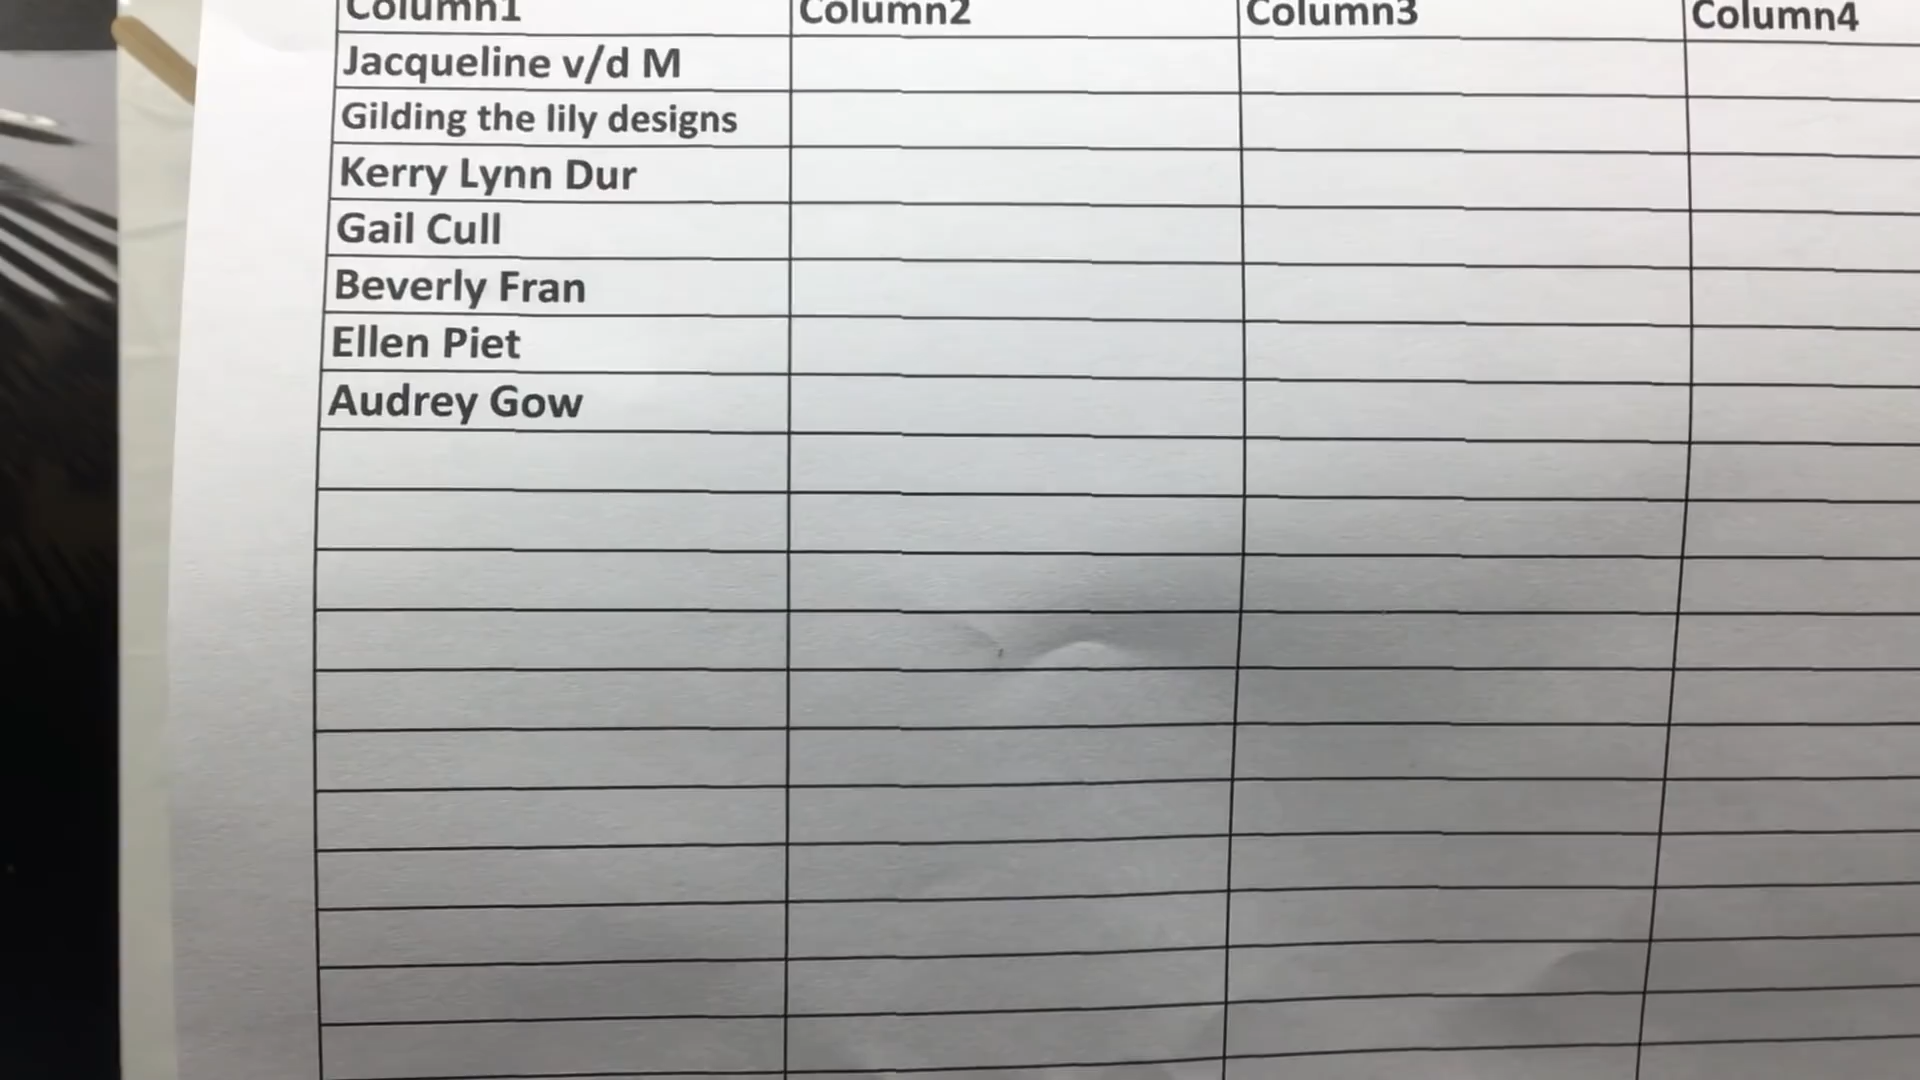 Column1 Column2 Column3 Column4
Jacqueline v/d M
Gilding the lily designs
Kerry Lynn Dur
Gail Cull
Beverly Fran
Ellen Piet
Audrey Gow